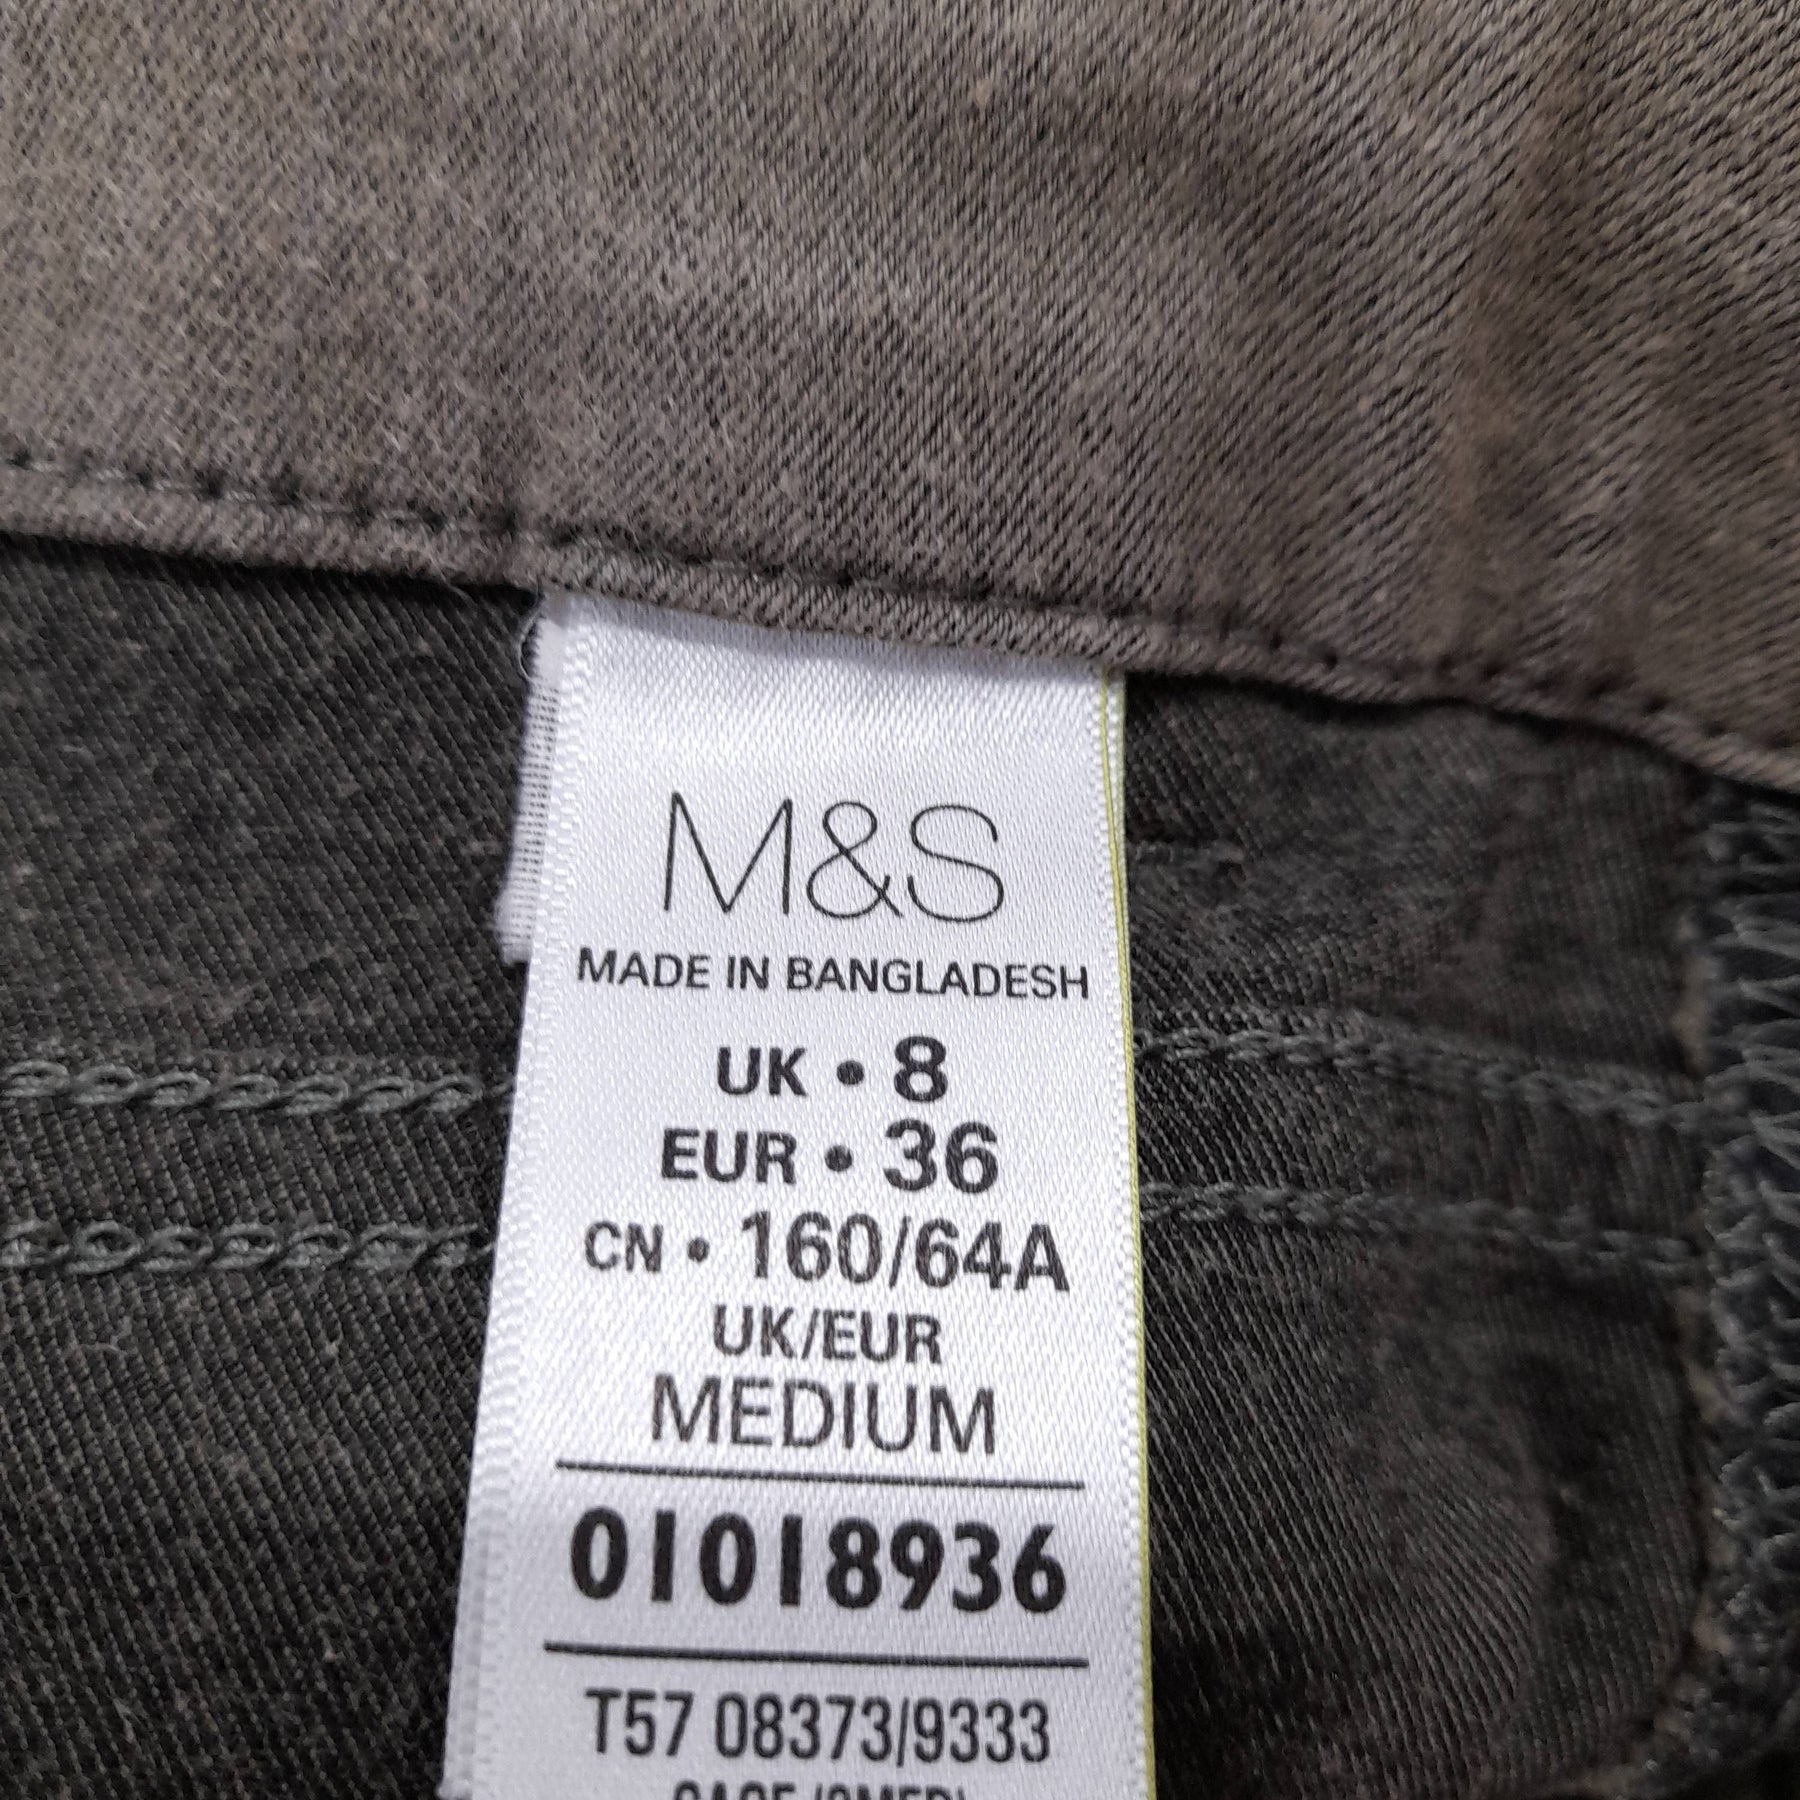 M&S
MADE IN BANGLADESH
UK • 8
EUR • 36
CN • 160/64A
UK/EUR
MEDIUM
01018936
T57 08373/9333